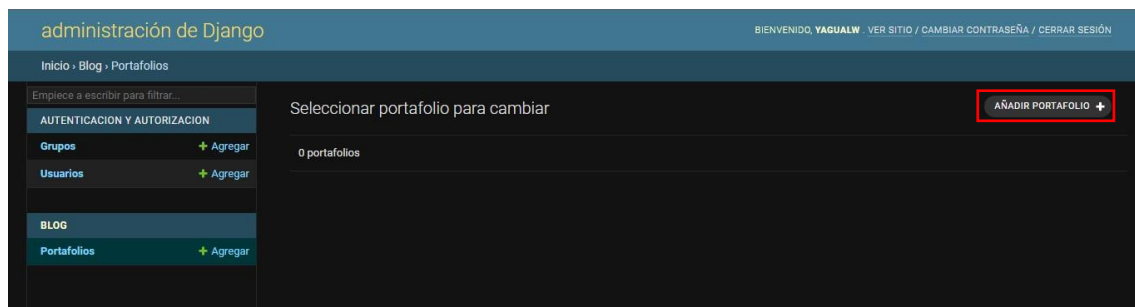 administración de Django
BIENVENIDO, YAGUALW . VER SITIO / CAMBIAR CONTRASEÑA / CERRAR SESIÓN
Inicio › Blog › Portafolios
Empiece a escribir para filtrar...
AUTENTICACION Y AUTORIZACION
Grupos + Agregar
Usuarios + Agregar
BLOG
Portafolios + Agregar
Seleccionar portafolio para cambiar
AÑADIR PORTAFOLIO +
0 portafolios